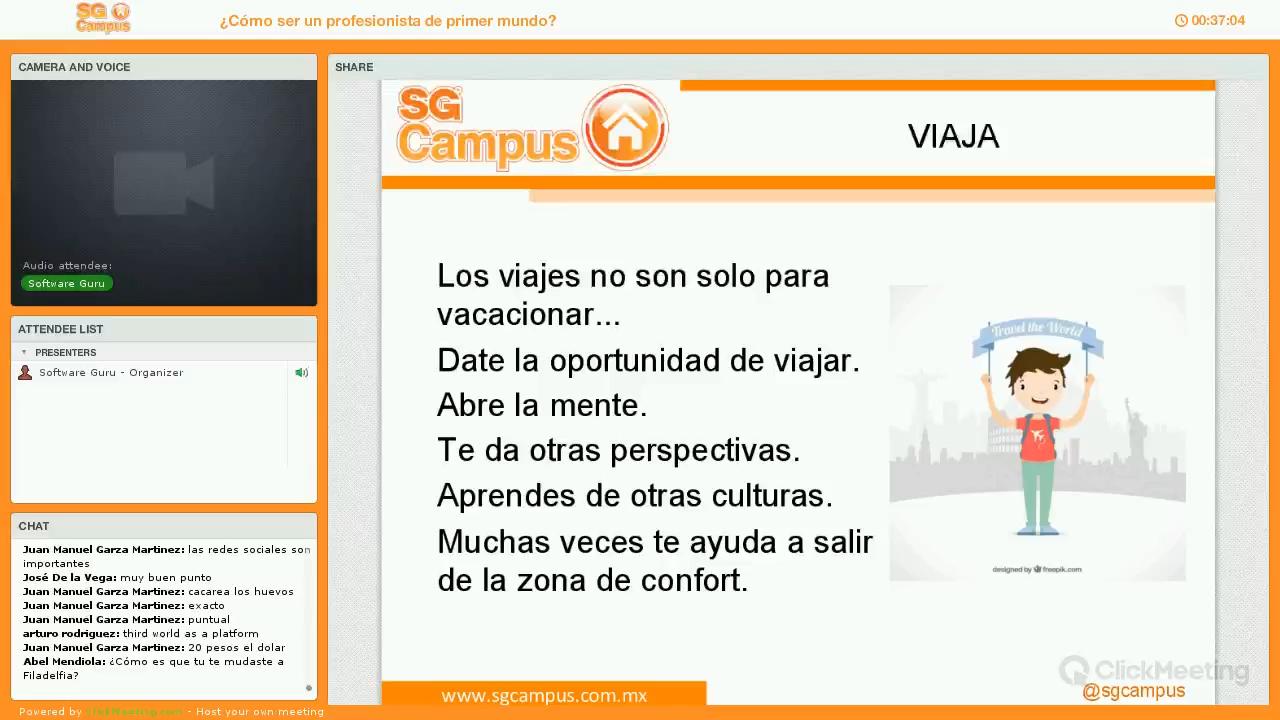 SG
Campus
¿Cómo ser un profesionista de primer mundo?
00:37:04
CAMERA AND VOICE
Audio attendee:
Software Guru
ATTENDEE LIST
PRESENTERS
Software Guru - Organizer
CHAT
Juan Manuel Garza Martinez: las redes sociales son
importantes
José De la Vega: muy buen punto
Juan Manuel Garza Martinez: cacarea los huevos
Juan Manuel Garza Martinez: exacto
Juan Manuel Garza Martinez: puntual
arturo rodriguez: third world as a platform
Juan Manuel Garza Martinez: 20 pesos el dolar
Abel Mendiola: ¿Cómo es que tu te mudaste a
Filadelfia?
Powered by ClickMeeting.com - Host your own meeting
SHARE
SG
Campus
VIAJA
Los viajes no son solo para
vacacionar...
Date la oportunidad de viajar.
Abre la mente.
Te da otras perspectivas.
Aprendes de otras culturas.
Muchas veces te ayuda a salir
de la zona de confort.
Travel the World
designed by freepik.com
ClickMeeting
www.sgcampus.com.mx
@sgcampus